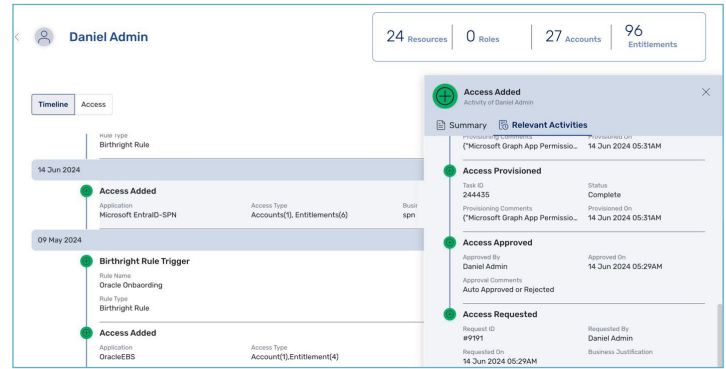 Daniel Admin
24 Resources
0 Roles
27 Accounts
96 Entitlements
Timeline
Access
Rule Type
Birthright Rule
14 Jun 2024
Access Added
Application
Access Type
Microsoft EntraID-SPN
Accounts(1), Entitlements(6)
spn
09 May 2024
Birthright Rule Trigger
Rule Name
Oracle Onbaording
Rule Type
Birthright Rule
Access Added
Application
Access Type
OracleEBS
Account(1),Entitlement(4)
Access Added
Activity of Daniel Admin
Summary
Relevant Activities
Provisioning Comments
Provisioned On
("Microsoft Graph App Permissio...
14 Jun 2024 05:31AM
Access Provisioned
Task ID
Status
244435
Complete
Provisioning Comments
Provisioned On
("Microsoft Graph App Permissio...
14 Jun 2024 05:31AM
Access Approved
Approved By
Approved On
Daniel Admin
14 Jun 2024 05:29AM
Approval Comments
Auto Approved or Rejected
Access Requested
Request ID
Requested By
#9191
Daniel Admin
Requested On
Business Justification
14 Jun 2024 05:29AM